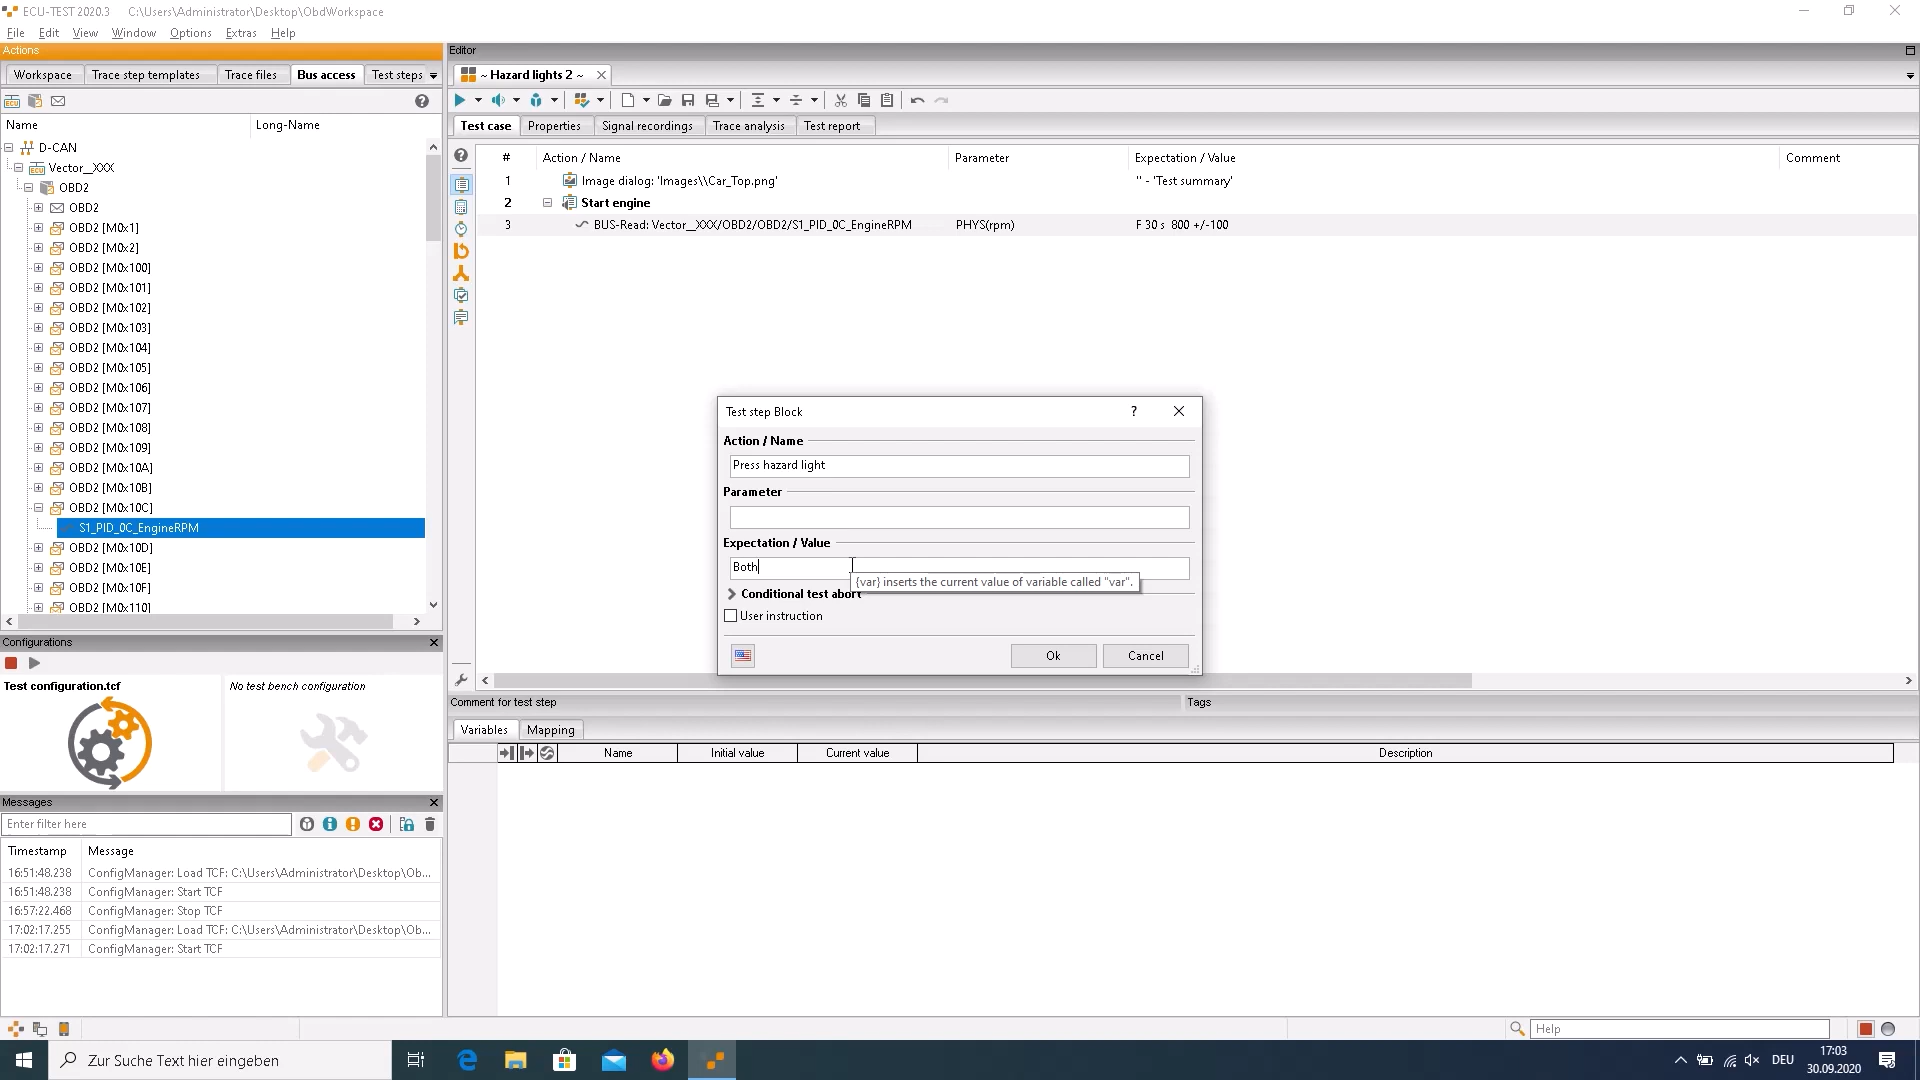 ECU-TEST 2020.3 C:\Users\Administrator\Desktop\ObdWorkspace
File Edit View Window Options Extras Help
Actions
Workspace Trace step templates Trace files Bus access Test steps
Name Long-Name
D-CAN
Vector__XXX
OBD2
OBD2
OBD2 [M0x1]
OBD2 [M0x2]
OBD2 [M0x100]
OBD2 [M0x101]
OBD2 [M0x102]
OBD2 [M0x103]
OBD2 [M0x104]
OBD2 [M0x105]
OBD2 [M0x106]
OBD2 [M0x107]
OBD2 [M0x108]
OBD2 [M0x109]
OBD2 [M0x10A]
OBD2 [M0x10B]
OBD2 [M0x10C]
S1_PID_0C_EngineRPM
OBD2 [M0x10D]
OBD2 [M0x10E]
OBD2 [M0x10F]
OBD2 [M0x110]
Configurations
Test configuration.tcf
No test bench configuration
Messages
Enter filter here
Timestamp Message
16:51:48.238 ConfigManager: Load TCF: C:\Users\Administrator\Desktop\Ob...
16:51:48.238 ConfigManager: Start TCF
16:57:22.468 ConfigManager: Stop TCF
17:02:17.255 ConfigManager: Load TCF: C:\Users\Administrator\Desktop\Ob...
17:02:17.271 ConfigManager: Start TCF
Editor
~ Hazard lights 2 ~
Test case Properties Signal recordings Trace analysis Test report
# Action / Name Parameter Expectation / Value Comment
1 Image dialog: 'Images\\Car_Top.png' '' - 'Test summary'
2 Start engine
3 BUS-Read: Vector__XXX/OBD2/OBD2/S1_PID_0C_EngineRPM PHYS(rpm) F 30 s 800 +/-100
Test step Block ?
Action / Name
Press hazard light
Parameter
Expectation / Value
Both
{var} inserts the current value of variable called "var".
Conditional test abort
User instruction
Ok Cancel
Comment for test step Tags
Variables Mapping
Name Initial value Current value Description
Help
Zur Suche Text hier eingeben
DEU
17:03
30.09.2020